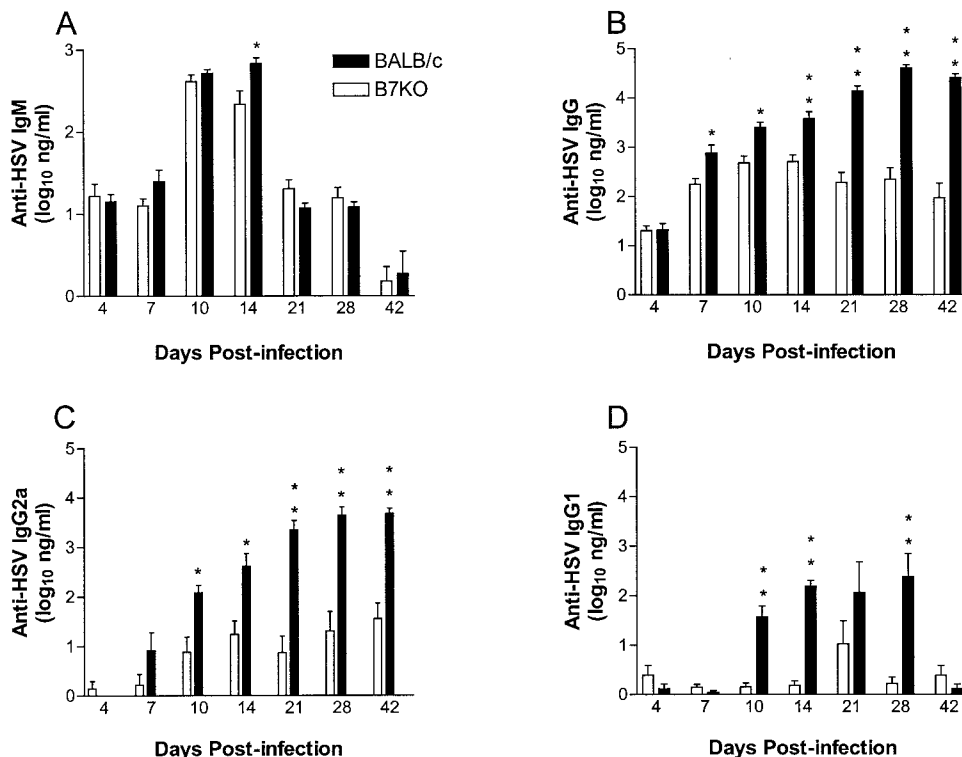 A
Anti-HSV IgM
(log10 ng/ml)
3
2
1
0
*
BALB/c
B7KO
4 7 10 14 21 28 42
Days Post-infection
B
Anti-HSV IgG
(log10 ng/ml)
5
4
3
2
1
0
* * * * * * * * * *
4 7 10 14 21 28 42
Days Post-infection
C
Anti-HSV IgG2a
(log10 ng/ml)
5
4
3
2
1
0
* * * * * * * *
4 7 10 14 21 28 42
Days Post-infection
D
Anti-HSV IgG1
(log10 ng/ml)
5
4
3
2
1
0
* * * * * *
4 7 10 14 21 28 42
Days Post-infection